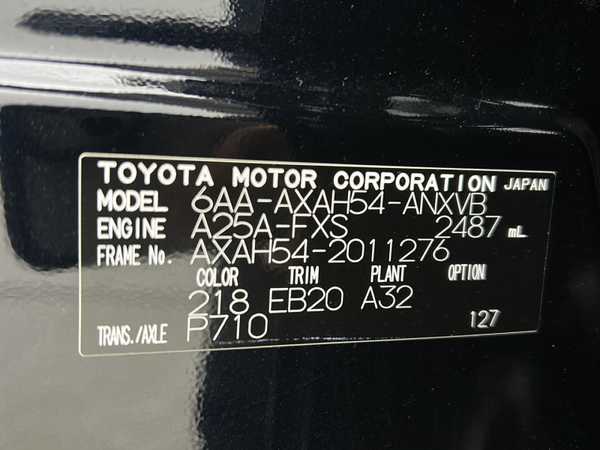 TOYOTA MOTOR CORPORATION JAPAN
MODEL 6AA-AXAH54-ANXVB
ENGINE A25A-FXS 2487 mL
FRAME No. AXAH54-2011276
COLOR TRIM PLANT OPTION
218 EB20 A32
TRANS./AXLE P710 127